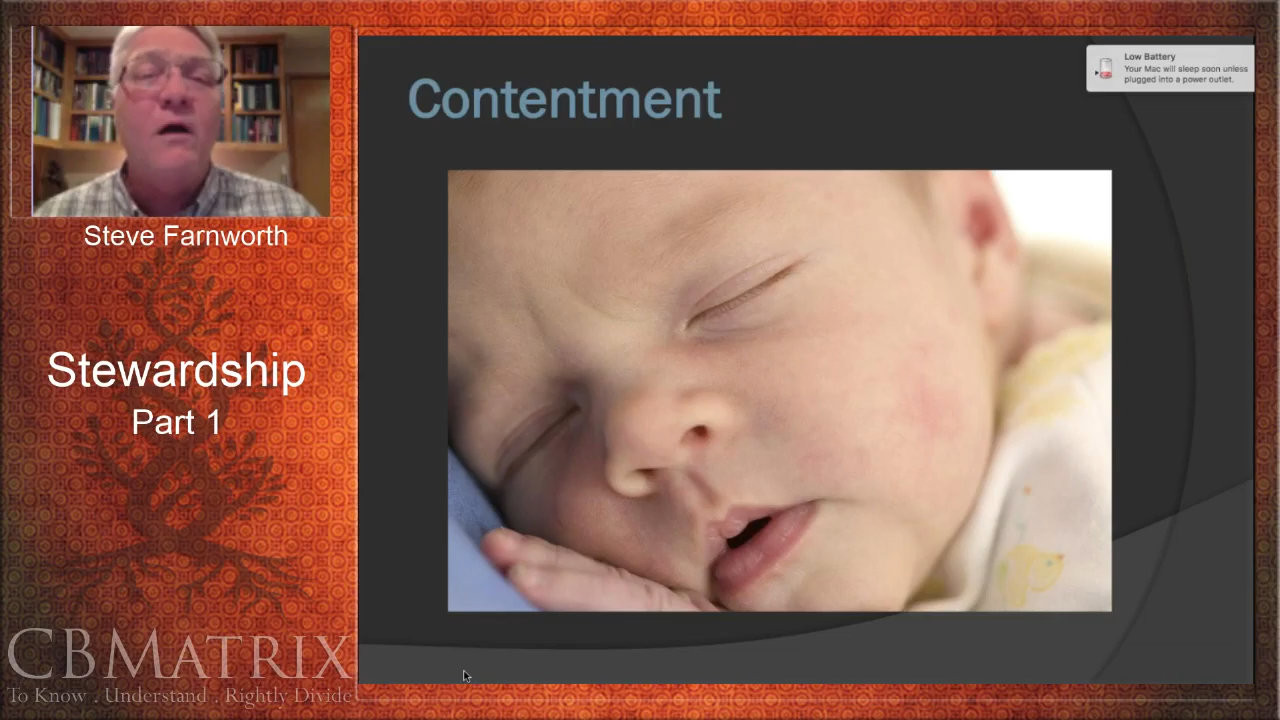 Contentment
Low Battery
Your Mac will sleep soon unless
plugged into a power outlet.
Steve Farnworth
Stewardship
Part 1
CBMATRIX
To Know . Understand . Rightly Divide